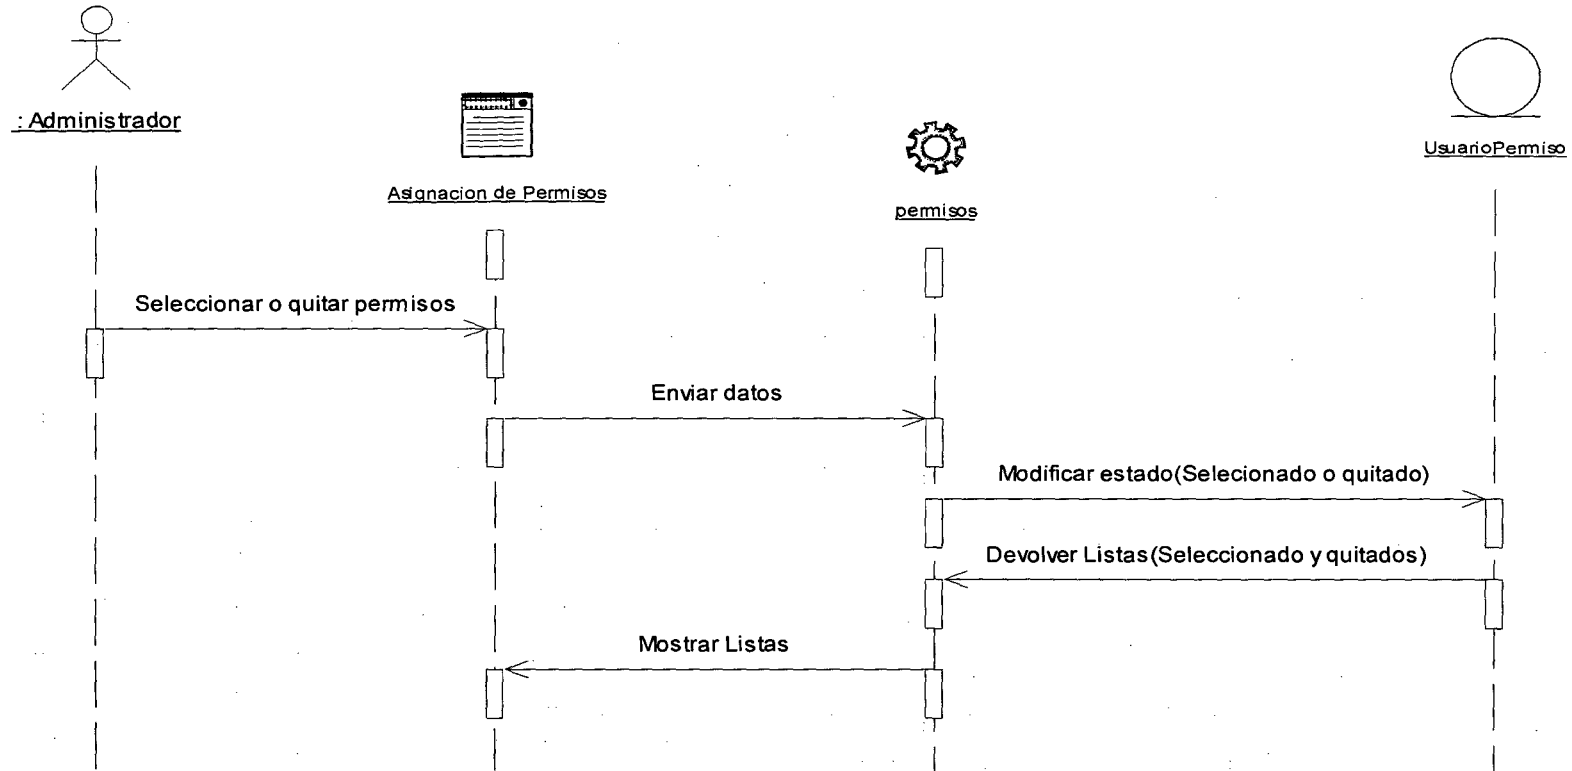 : Administrador
UsuarioPermiso
Asignacion de Permisos
permisos
Seleccionar o quitar permisos
Enviar datos
Modificar estado(Selecionado o quitado)
Devolver Listas(Seleccionado y quitados)
Mostrar Listas